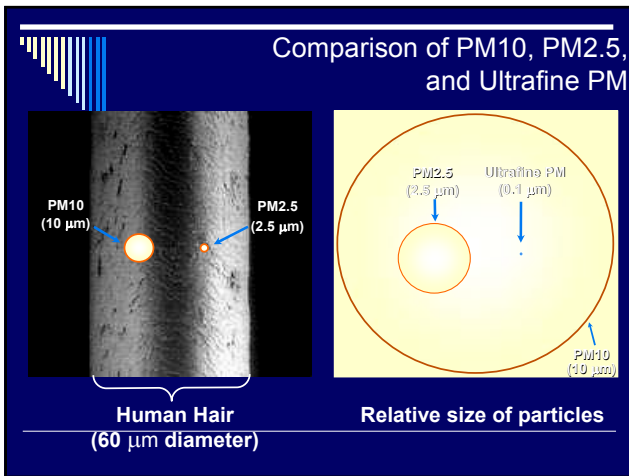 Comparison of PM10, PM2.5,
and Ultrafine PM
PM10
(10 μm)
PM2.5
(2.5 μm)
Human Hair
(60 μm diameter)
PM2.5
(2.5 μm)
Ultrafine PM
(0.1 μm)
PM10
(10 μm)
Relative size of particles